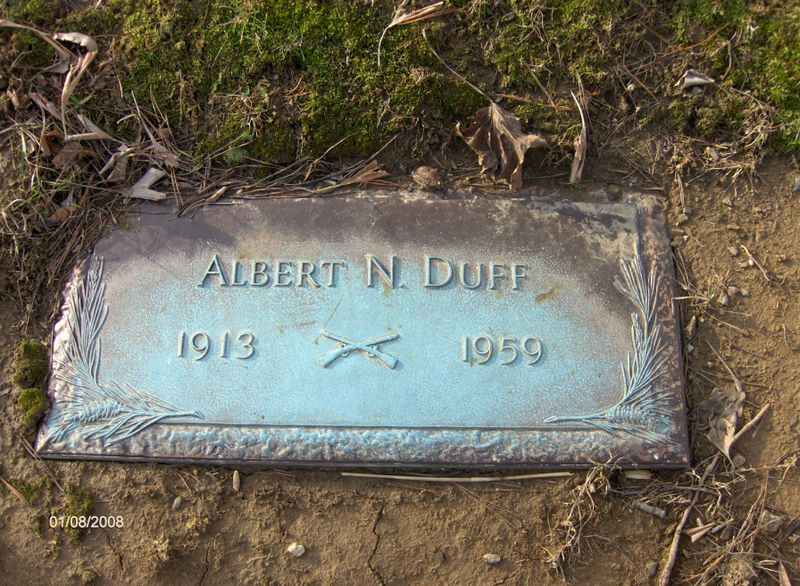 ALBERT N. DUFF
1913 1959
01/08/2008